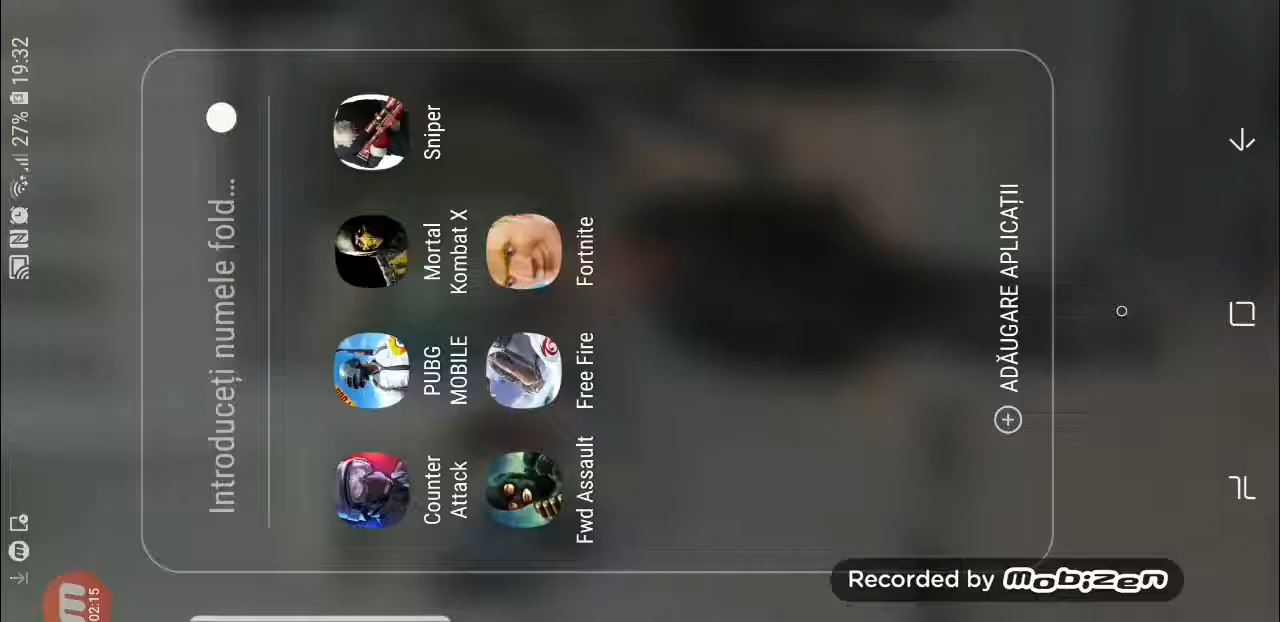 27% 19:32
Introduceți numele fold...
Counter
Attack
PUBG
MOBILE
Mortal
Kombat X
Sniper
Fwd Assault
Free Fire
Fortnite
ADĂUGARE APLICAȚII
02:15
Recorded by mobizen